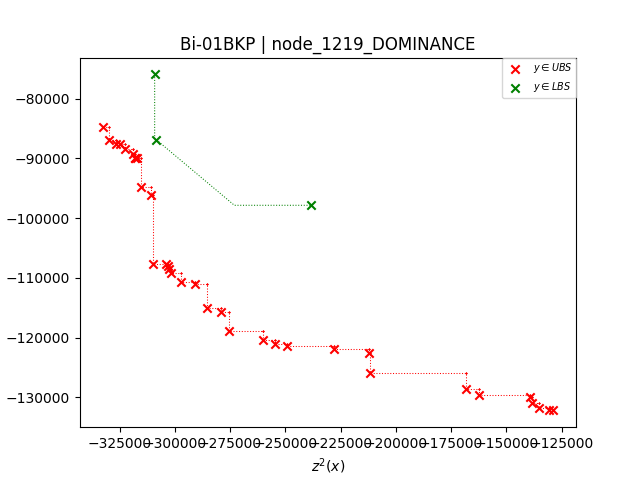 Bi-01BKP | node_1219_DOMINANCE
y ∈ UBS
y ∈ LBS
−80000
−90000
−100000
−110000
−120000
−130000
−325000−300000−275000−250000−225000−200000−175000−150000−125000
z²(x)